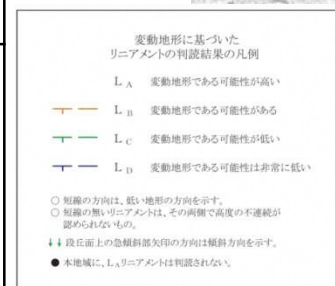 変動地形に基づいた
リニアメントの判読結果の凡例
L A 変動地形である可能性が高い
L B 変動地形である可能性がある
L C 変動地形である可能性が低い
L D 変動地形である可能性は非常に低い
○ 短線の方向は、低い地形の方向を示す。
○ 短線の無いリニアメントは、その両側で高度の不連続が
認められないもの。
↓↓ 段丘面上の急傾斜部矢印の方向は傾斜方向を示す。
● 本地域に、LAリニアメントは判読されない。